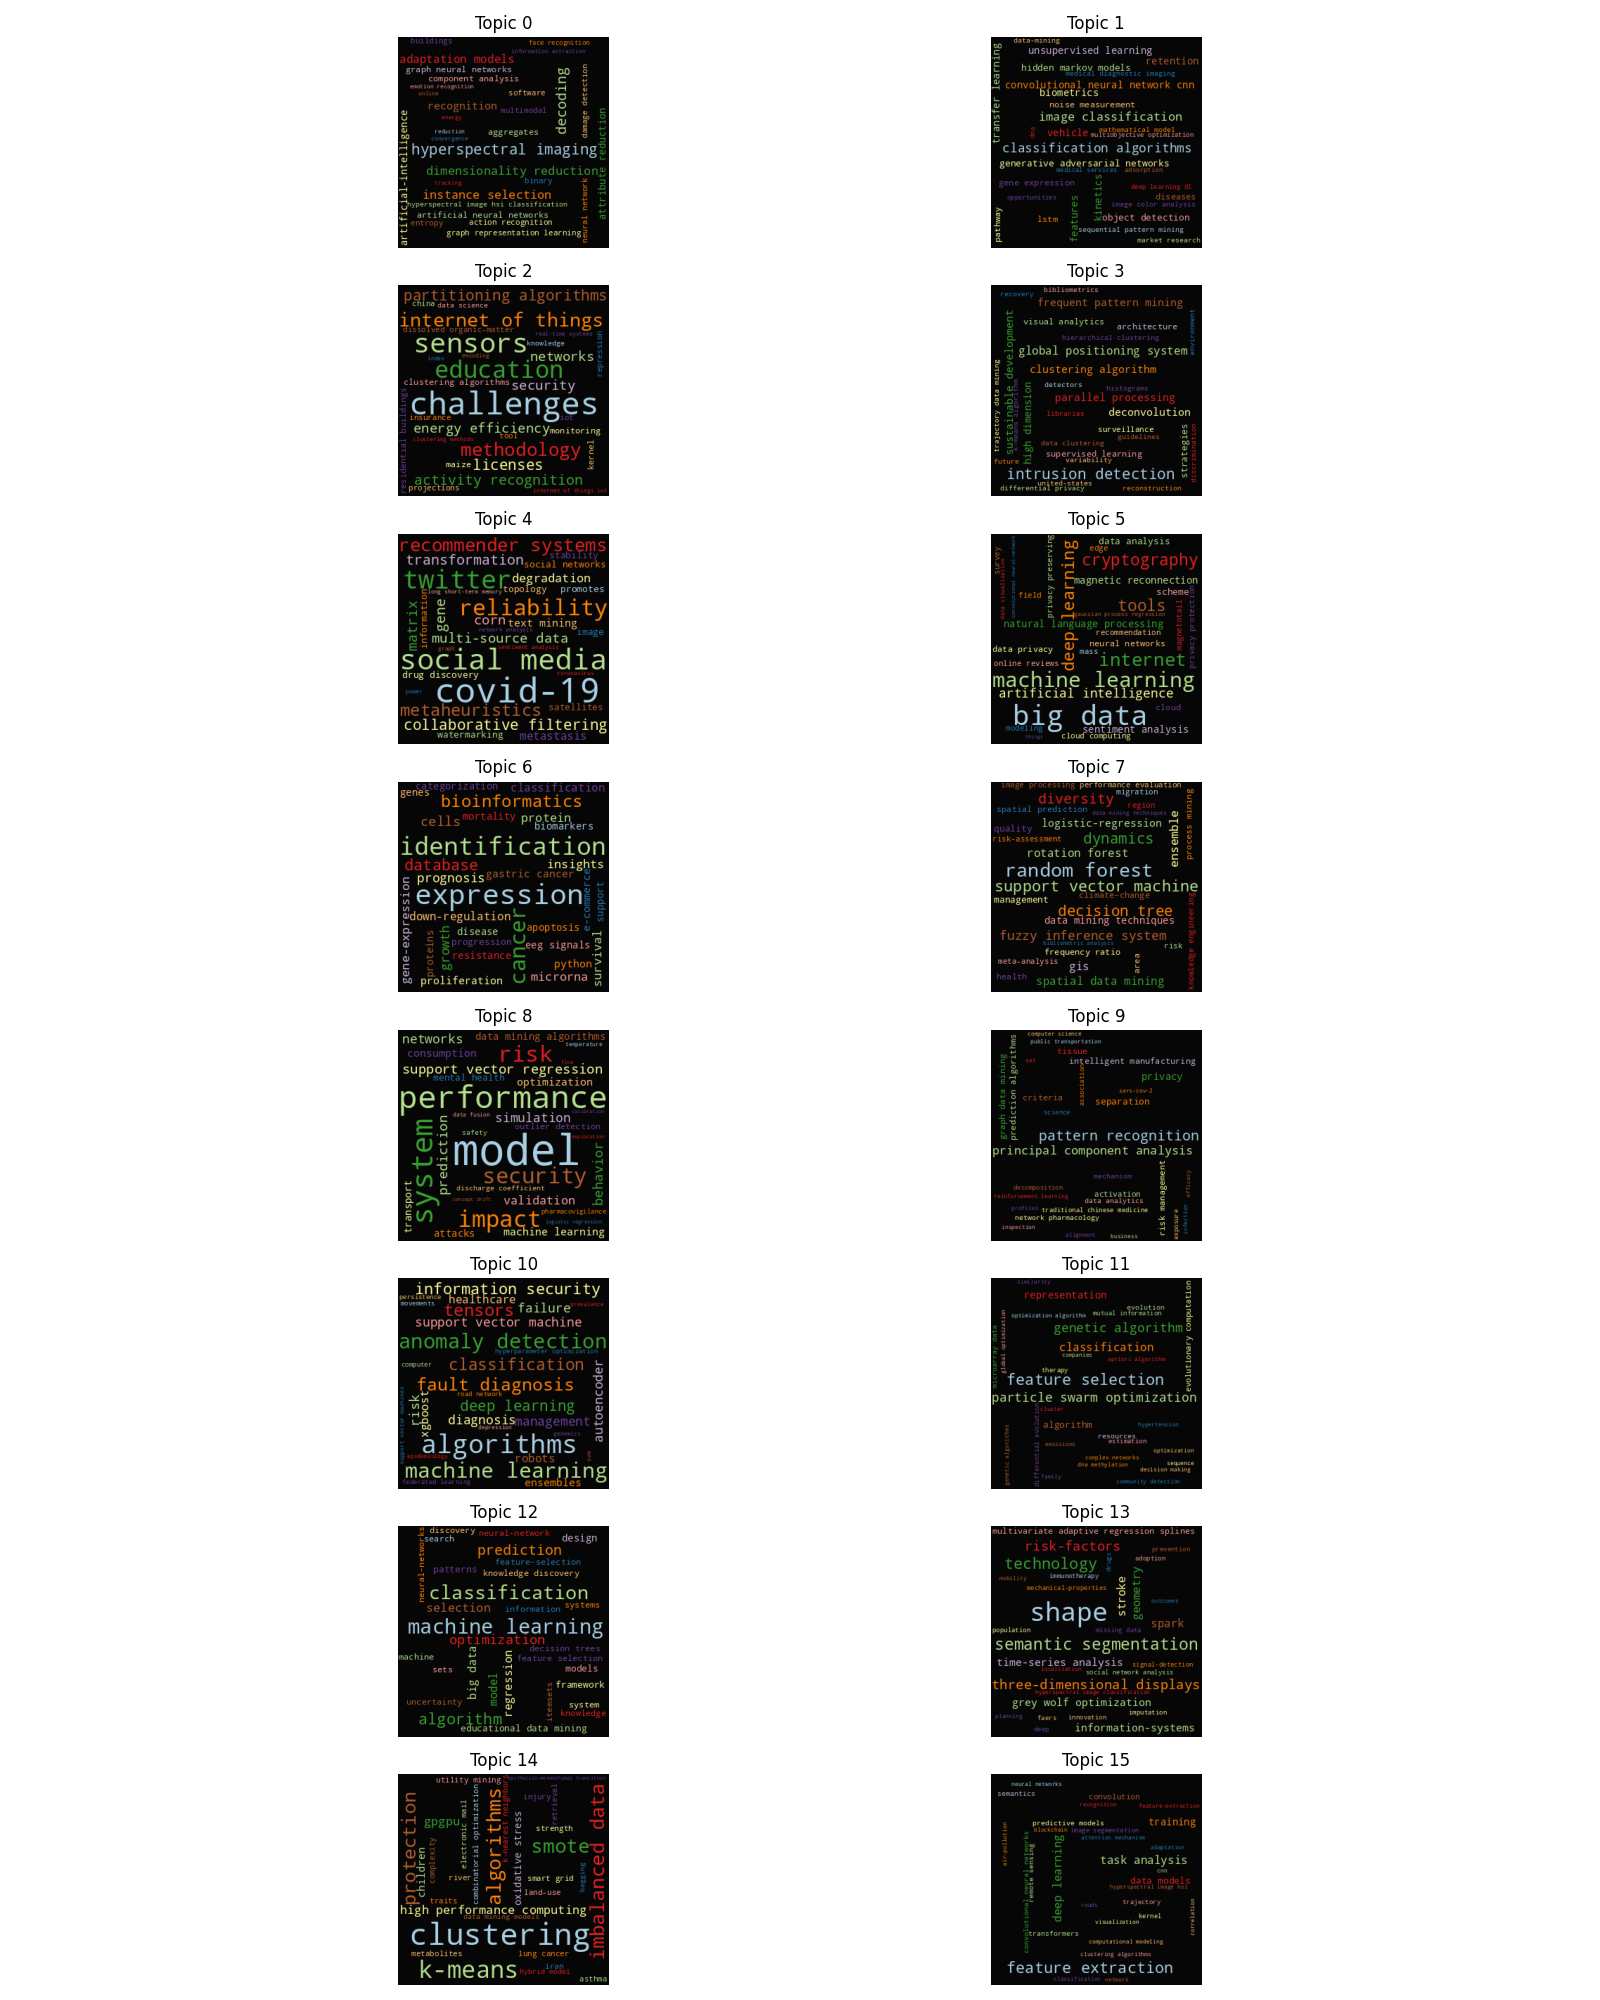 Topic 0
buildings
face recognition
information extraction
adaptation models
graph neural networks
component analysis
emotion recognition
online
software
decoding
damage detection
recognition
multimodal
energy
reduction
convergence
aggregates
artificial-intelligence
attribute reduction
hyperspectral imaging
dimensionality reduction
tracking
binary
instance selection
hyperspectral image hsi classification
artificial neural networks
entropy
action recognition
graph representation learning
neural network
Topic 1
data-mining
unsupervised learning
retention
transfer learning
hidden markov models
medical diagnostic imaging
convolutional neural network cnn
biometrics
noise measurement
image classification
dna
vehicle
mathematical model
multiobjective optimization
classification algorithms
generative adversarial networks
medical services
adsorption
gene expression
kinetics
deep learning dl
opportunities
features
diseases
image color analysis
pathway
lstm
object detection
sequential pattern mining
market research
Topic 2
partitioning algorithms
china
data science
internet of things
dissolved organic-matter
real-time systems
sensors
knowledge
repression
index
encoding
networks
education
clustering algorithms
security
challenges
residential buildings
insurance
iot
energy efficiency
monitoring
clustering methods
tool
methodology
kernel
maize
licenses
activity recognition
projections
internet of things iot
Topic 3
recovery
bibliometrics
frequent pattern mining
environment
visual analytics
architecture
hierarchical clustering
sustainable development
global positioning system
clustering algorithm
trajectory data mining
k-means algorithm
high dimension
detectors
histograms
parallel processing
libraries
deconvolution
surveillance
guidelines
data clustering
supervised learning
variability
strategies
discrimination
future
intrusion detection
united-states
differential privacy
reconstruction
Topic 4
recommender systems
transformation
stability
social networks
twitter
degradation
long short-term memory
topology
promotes
matrix
information
gene
reliability
corn
text mining
network analysis
image
multi-source data
graph
sentiment analysis
social media
drug discovery
coronavirus
power
covid-19
metaheuristics
satellites
collaborative filtering
watermarking
metastasis
Topic 5
survey
data visualization
convolutional neural-network
privacy preserving
deep learning
edge
data analysis
cryptography
magnetic reconnection
field
scheme
tools
gaussian process regression
natural language processing
recommendation
neural networks
magnetotail
privacy protection
data privacy
mass
online reviews
internet
machine learning
artificial intelligence
big data
cloud
modeling
sentiment analysis
things
cloud computing
Topic 6
categorization
classification
genes
bioinformatics
cells
mortality
protein
biomarkers
identification
database
insights
prognosis
gastric cancer
gene-expression
expression
e-commerce
support
down-regulation
cancer
disease
apoptosis
proteins
growth
progression
eeg signals
resistance
survival
python
proliferation
microrna
Topic 7
image processing
performance evaluation
migration
diversity
region
spatial prediction
data-mining techniques
process mining
quality
logistic-regression
ensemble
risk-assessment
dynamics
rotation forest
random forest
support vector machine
management
climate-change
decision tree
data mining techniques
knowledge engineering
fuzzy inference system
bibliometric analysis
risk
frequency ratio
meta-analysis
gis
area
health
spatial data mining
Topic 8
networks
data mining algorithms
temperature
consumption
risk
flow
support vector regression
mental health
optimization
performance
data fusion
calibration
simulation
system
prediction
outlier detection
safety
exploration
model
behavior
security
discharge coefficient
concept drift
validation
transport
impact
pharmacovigilance
logistic regression
attacks
machine learning
Topic 9
computer science
public transportation
graph data mining
prediction algorithms
tissue
set
intelligent manufacturing
association
privacy
sars-cov-2
criteria
separation
science
pattern recognition
principal component analysis
mechanism
decomposition
reinforcement learning
activation
data analytics
risk management
efficacy
profiles
traditional chinese medicine
network pharmacology
exposure
infection
inspection
alignment
business
Topic 10
information security
persistence
movements
healthcare
prevalence
tensors
failure
support vector machine
anomaly detection
hyperparameter optimization
computer
classification
autoencoder
fault diagnosis
road network
support vector machines
risk
xgboost
deep learning
diagnosis
management
depression
genomics
algorithms
epidemiology
robots
svm
machine learning
federated learning
ensembles
Topic 11
similarity
representation
evolutionary computation
evolution
optimization algorithm
mutual information
global optimization
microarray data
genetic algorithm
classification
companies
apriori algorithm
therapy
feature selection
particle swarm optimization
cluster
differential evolution
algorithm
hypertension
genetic algorithms
resources
estimation
emissions
optimization
complex networks
dna methylation
sequence
decision making
family
community detection
Topic 12
neural-networks
discovery
search
neural-network
design
prediction
feature-selection
patterns
knowledge discovery
classification
selection
information
systems
machine learning
optimization
decision trees
machine
feature selection
sets
big data
model
regression
models
framework
itemsets
uncertainty
system
knowledge
algorithm
educational data mining
Topic 13
multivariate adaptive regression splines
risk-factors
prevention
technology
drugs
adoption
mobility
immunotherapy
mechanical-properties
stroke
geometry
shape
outcomes
spark
population
missing data
semantic segmentation
time-series analysis
signal-detection
localization
social network analysis
three-dimensional displays
hyperspectral image classification
grey wolf optimization
imputation
planning
faers
innovation
deep
information-systems
Topic 14
utility mining
epithelial-mesenchymal transition
protection
gpgpu
electronic mail
combinatorial optimization
algorithms
k-nearest neighbors
injury
retrieval
imbalanced data
strength
oxidative stress
smote
children
complexity
river
smart grid
bagging
land-use
traits
high performance computing
data mining models
clustering
metabolites
lung cancer
iran
k-means
hybrid model
asthma
Topic 15
neural networks
semantics
convolution
recognition
feature-extraction
air-pollution
predictive models
training
blockchain
image segmentation
attention mechanism
convolutional neural networks
remote sensing
deep learning
adaptation
task analysis
cnn
data models
hyperspectral image hsi
roads
trajectory
correlation
kernel
visualization
transformers
computational modeling
clustering algorithms
feature extraction
classification
network